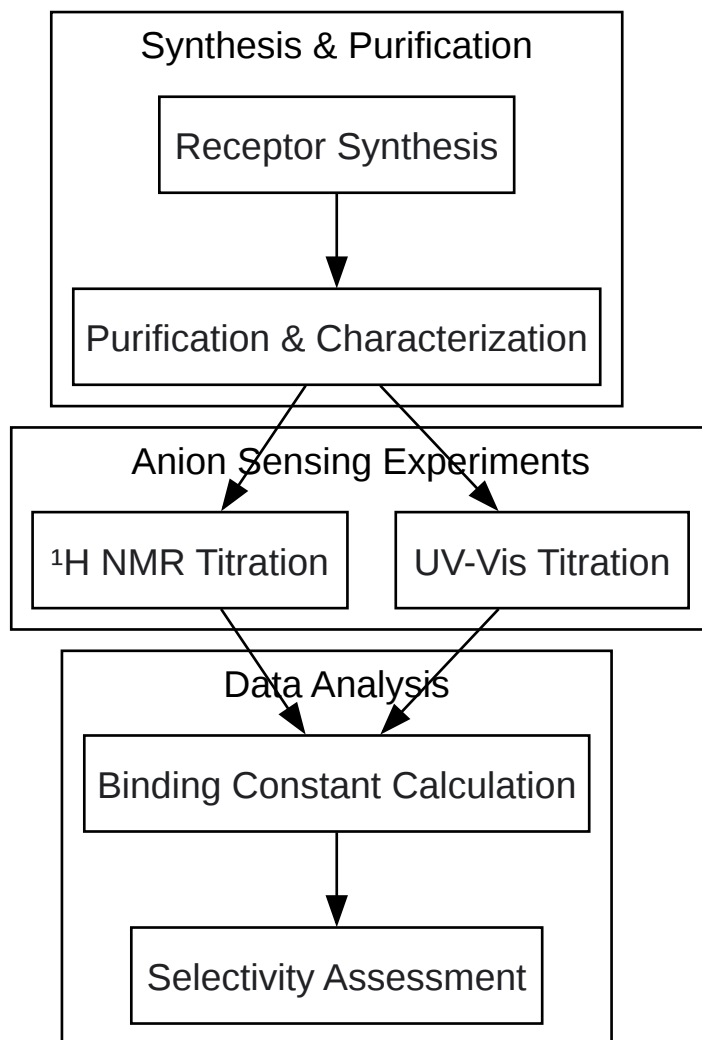 Synthesis & Purification
Receptor Synthesis
Purification & Characterization
Anion Sensing Experiments
¹H NMR Titration
UV-Vis Titration
Data Analysis
Binding Constant Calculation
Selectivity Assessment